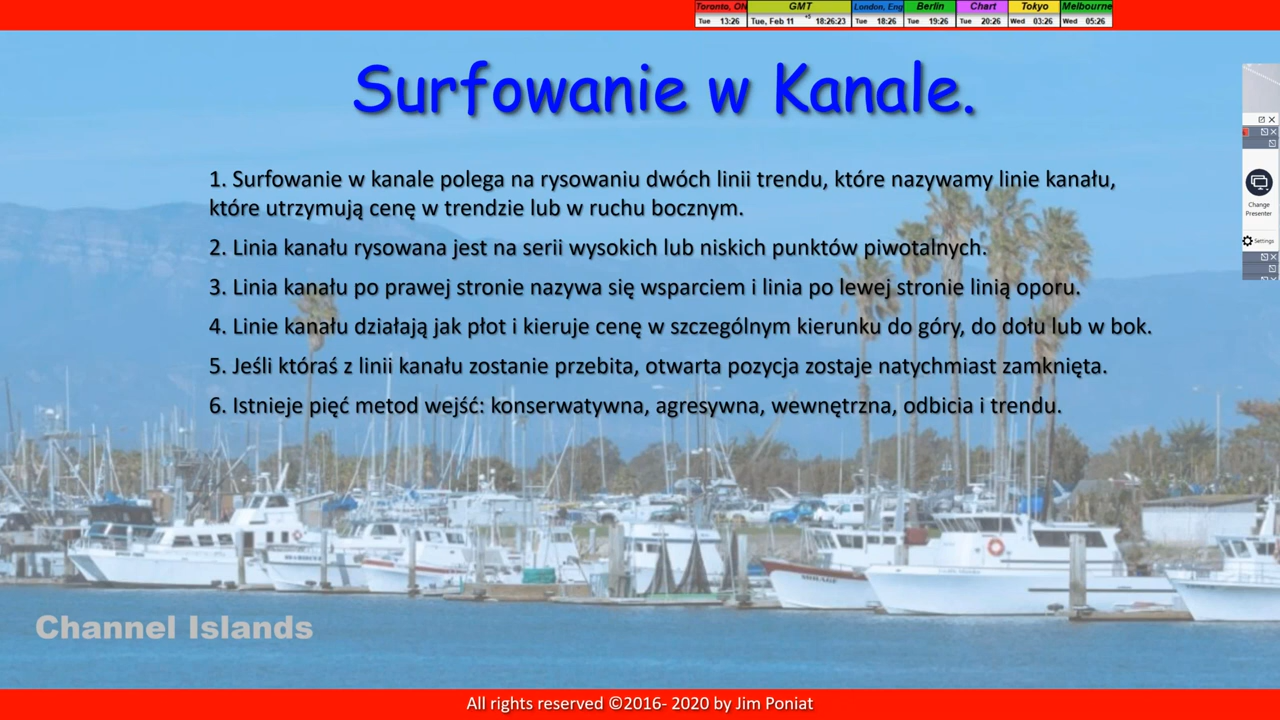 Toronto, ON GMT London, Eng Berlin Chart Tokyo Melbourne
Tue 13:26 Tue, Feb 11 +5 18:26:23 Tue 18:26 Tue 19:26 Tue 20:26 Wed 03:26 Wed 05:26
Surfowanie w Kanale.
1. Surfowanie w kanale polega na rysowaniu dwóch linii trendu, które nazywamy linie kanału,
które utrzymują cenę w trendzie lub w ruchu bocznym.
2. Linia kanału rysowana jest na serii wysokich lub niskich punktów piwotalnych.
3. Linia kanału po prawej stronie nazywa się wsparciem i linia po lewej stronie linią oporu.
4. Linie kanału działają jak płot i kieruje cenę w szczególnym kierunku do góry, do dołu lub w bok.
5. Jeśli któraś z linii kanału zostanie przebita, otwarta pozycja zostaje natychmiast zamknięta.
6. Istnieje pięć metod wejść: konserwatywna, agresywna, wewnętrzna, odbicia i trendu.
Change
Presenter
Settings
Channel Islands
All rights reserved ©2016- 2020 by Jim Poniat